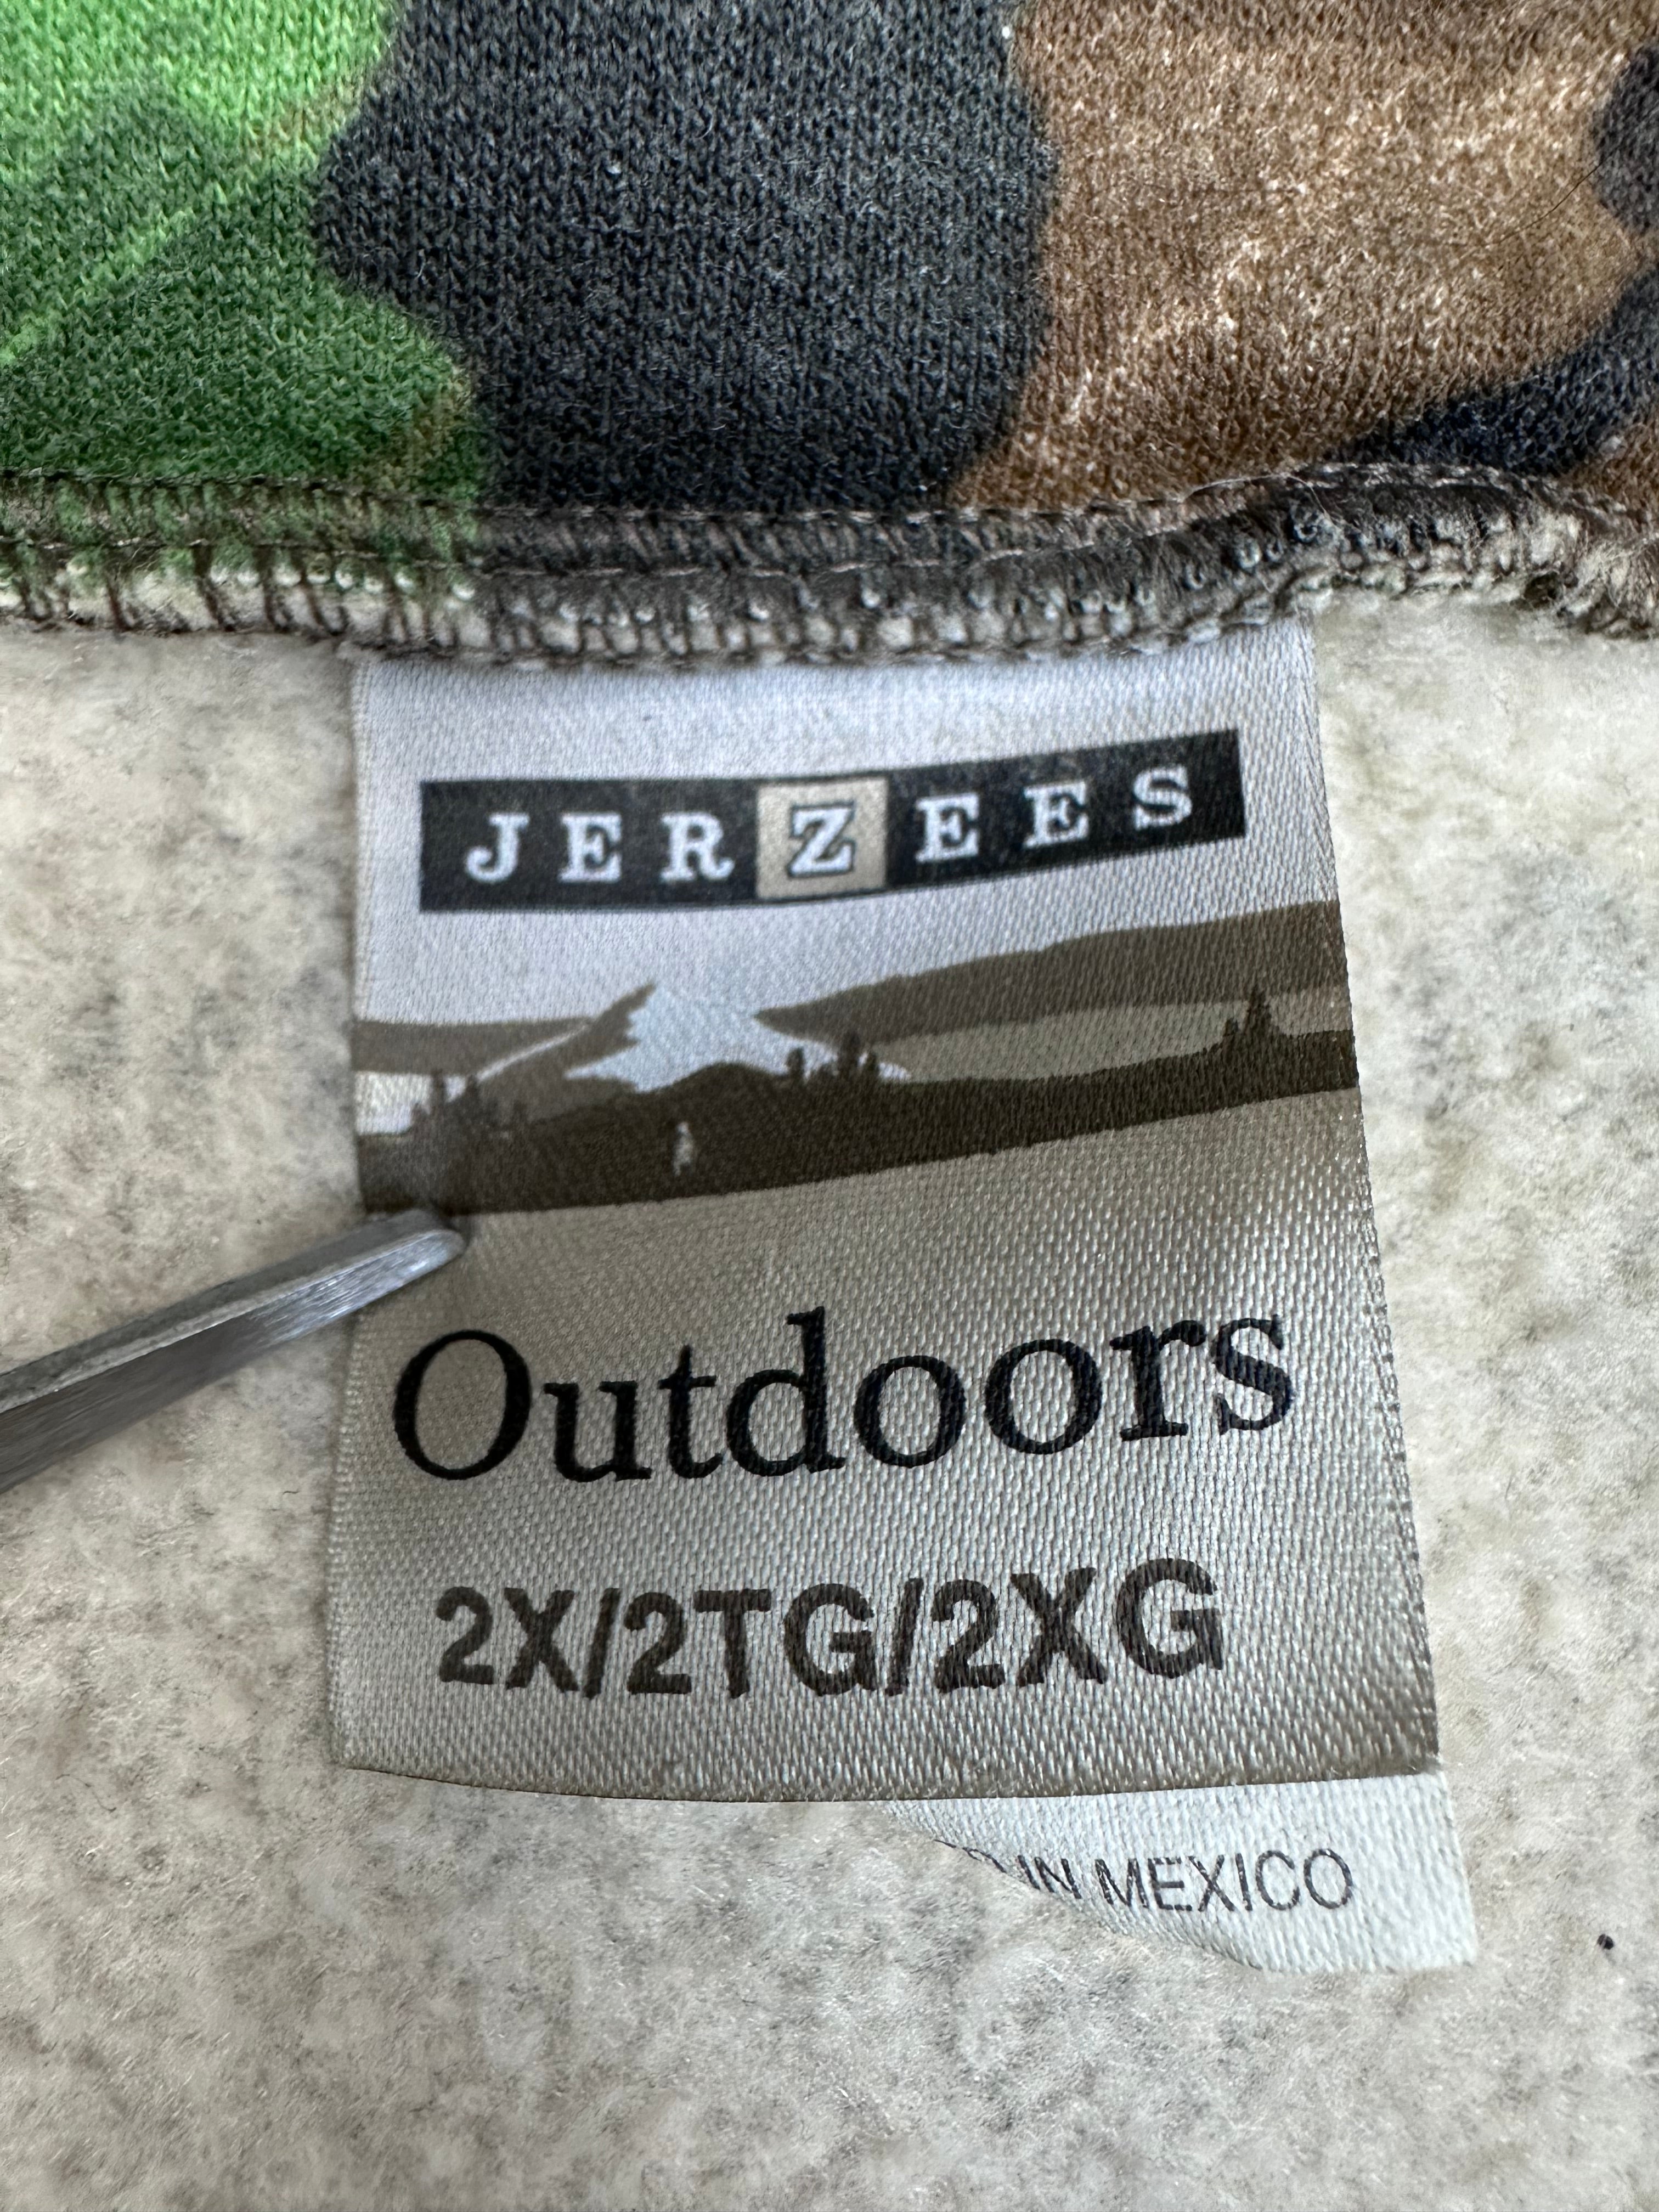 JERZEES
Outdoors
2X/2TG/2XG
IN MEXICO